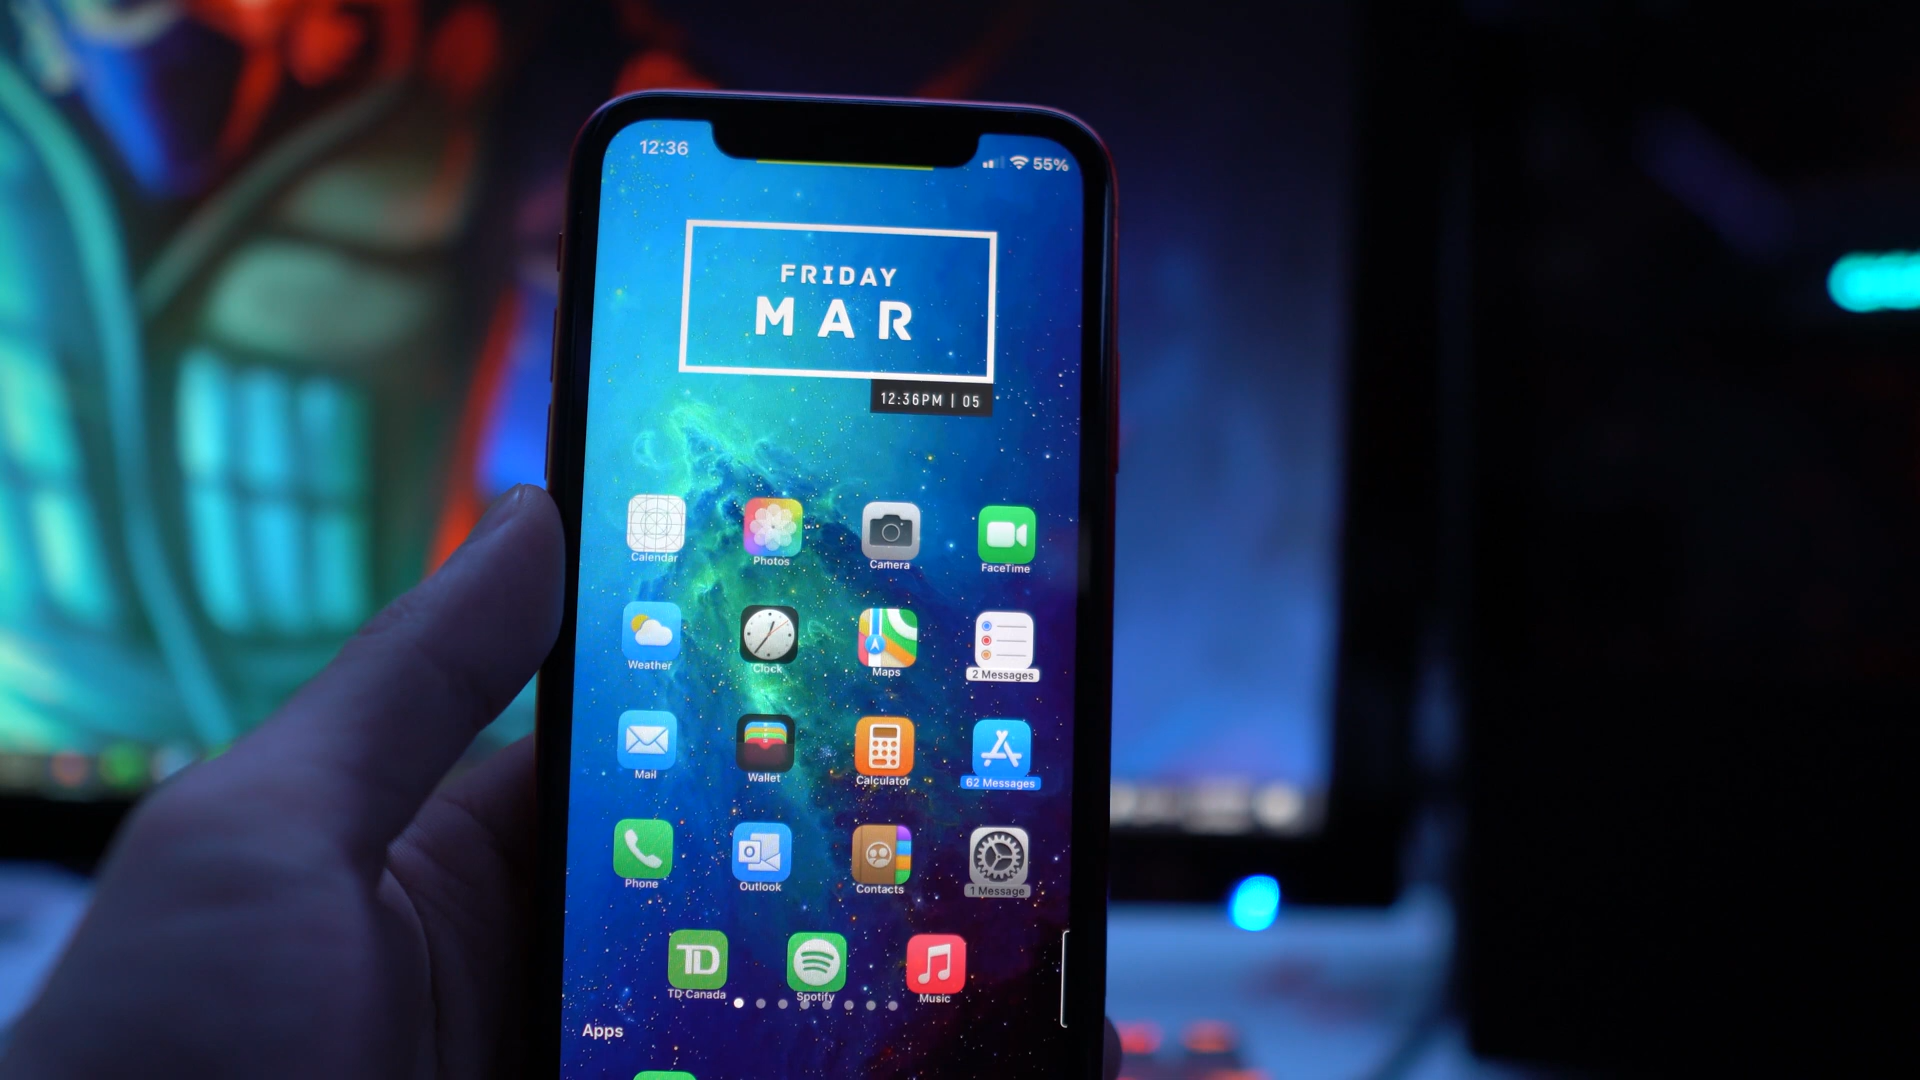 12:36
55%
FRIDAY
MAR
12:36PM | 05
Calendar
Photos
Camera
FaceTime
Weather
Clock
Maps
2 Messages
Mail
Wallet
Calculator
62 Messages
Phone
Outlook
Contacts
1 Message
TD Canada
Spotify
Music
Apps